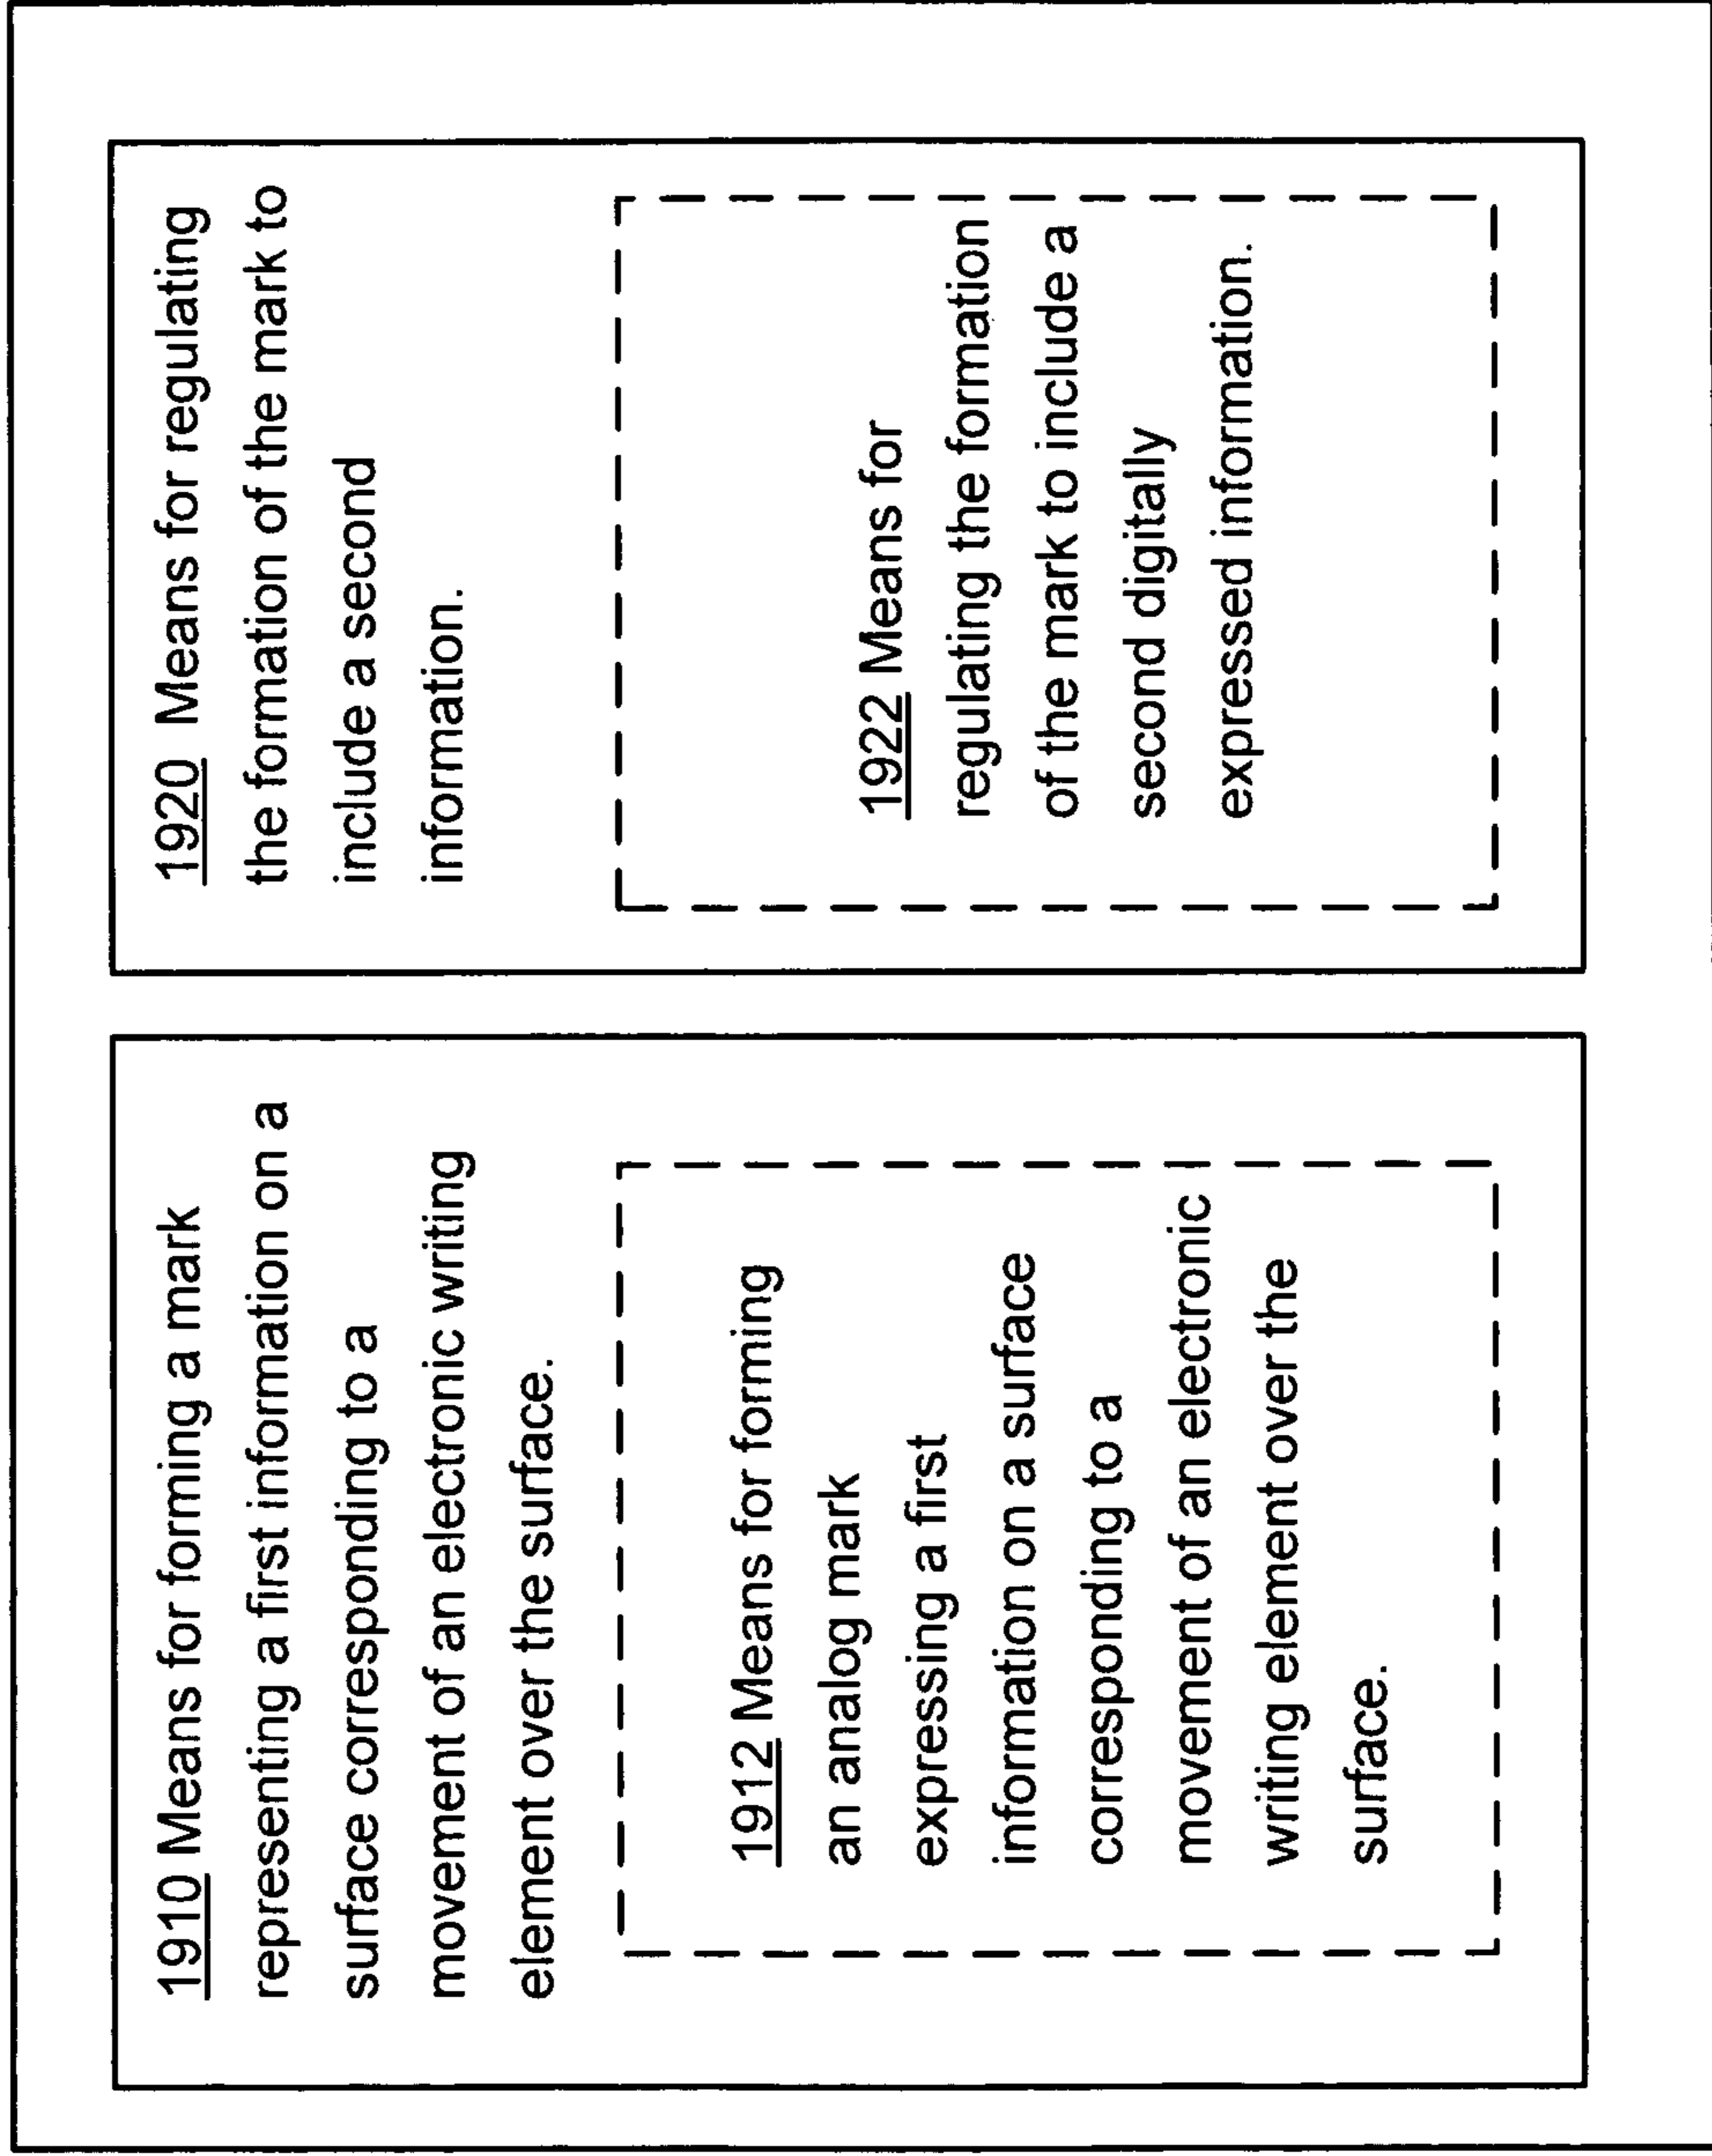 1910 Means for forming a mark
representing a first information on a
surface corresponding to a
movement of an electronic writing
element over the surface.
1912 Means for forming
an analog mark
expressing a first
information on a surface
corresponding to a
movement of an electronic
writing element over the
surface.
1920 Means for regulating
the formation of the mark to
include a second
information.
1922 Means for
regulating the formation
of the mark to include a
second digitally
expressed information.